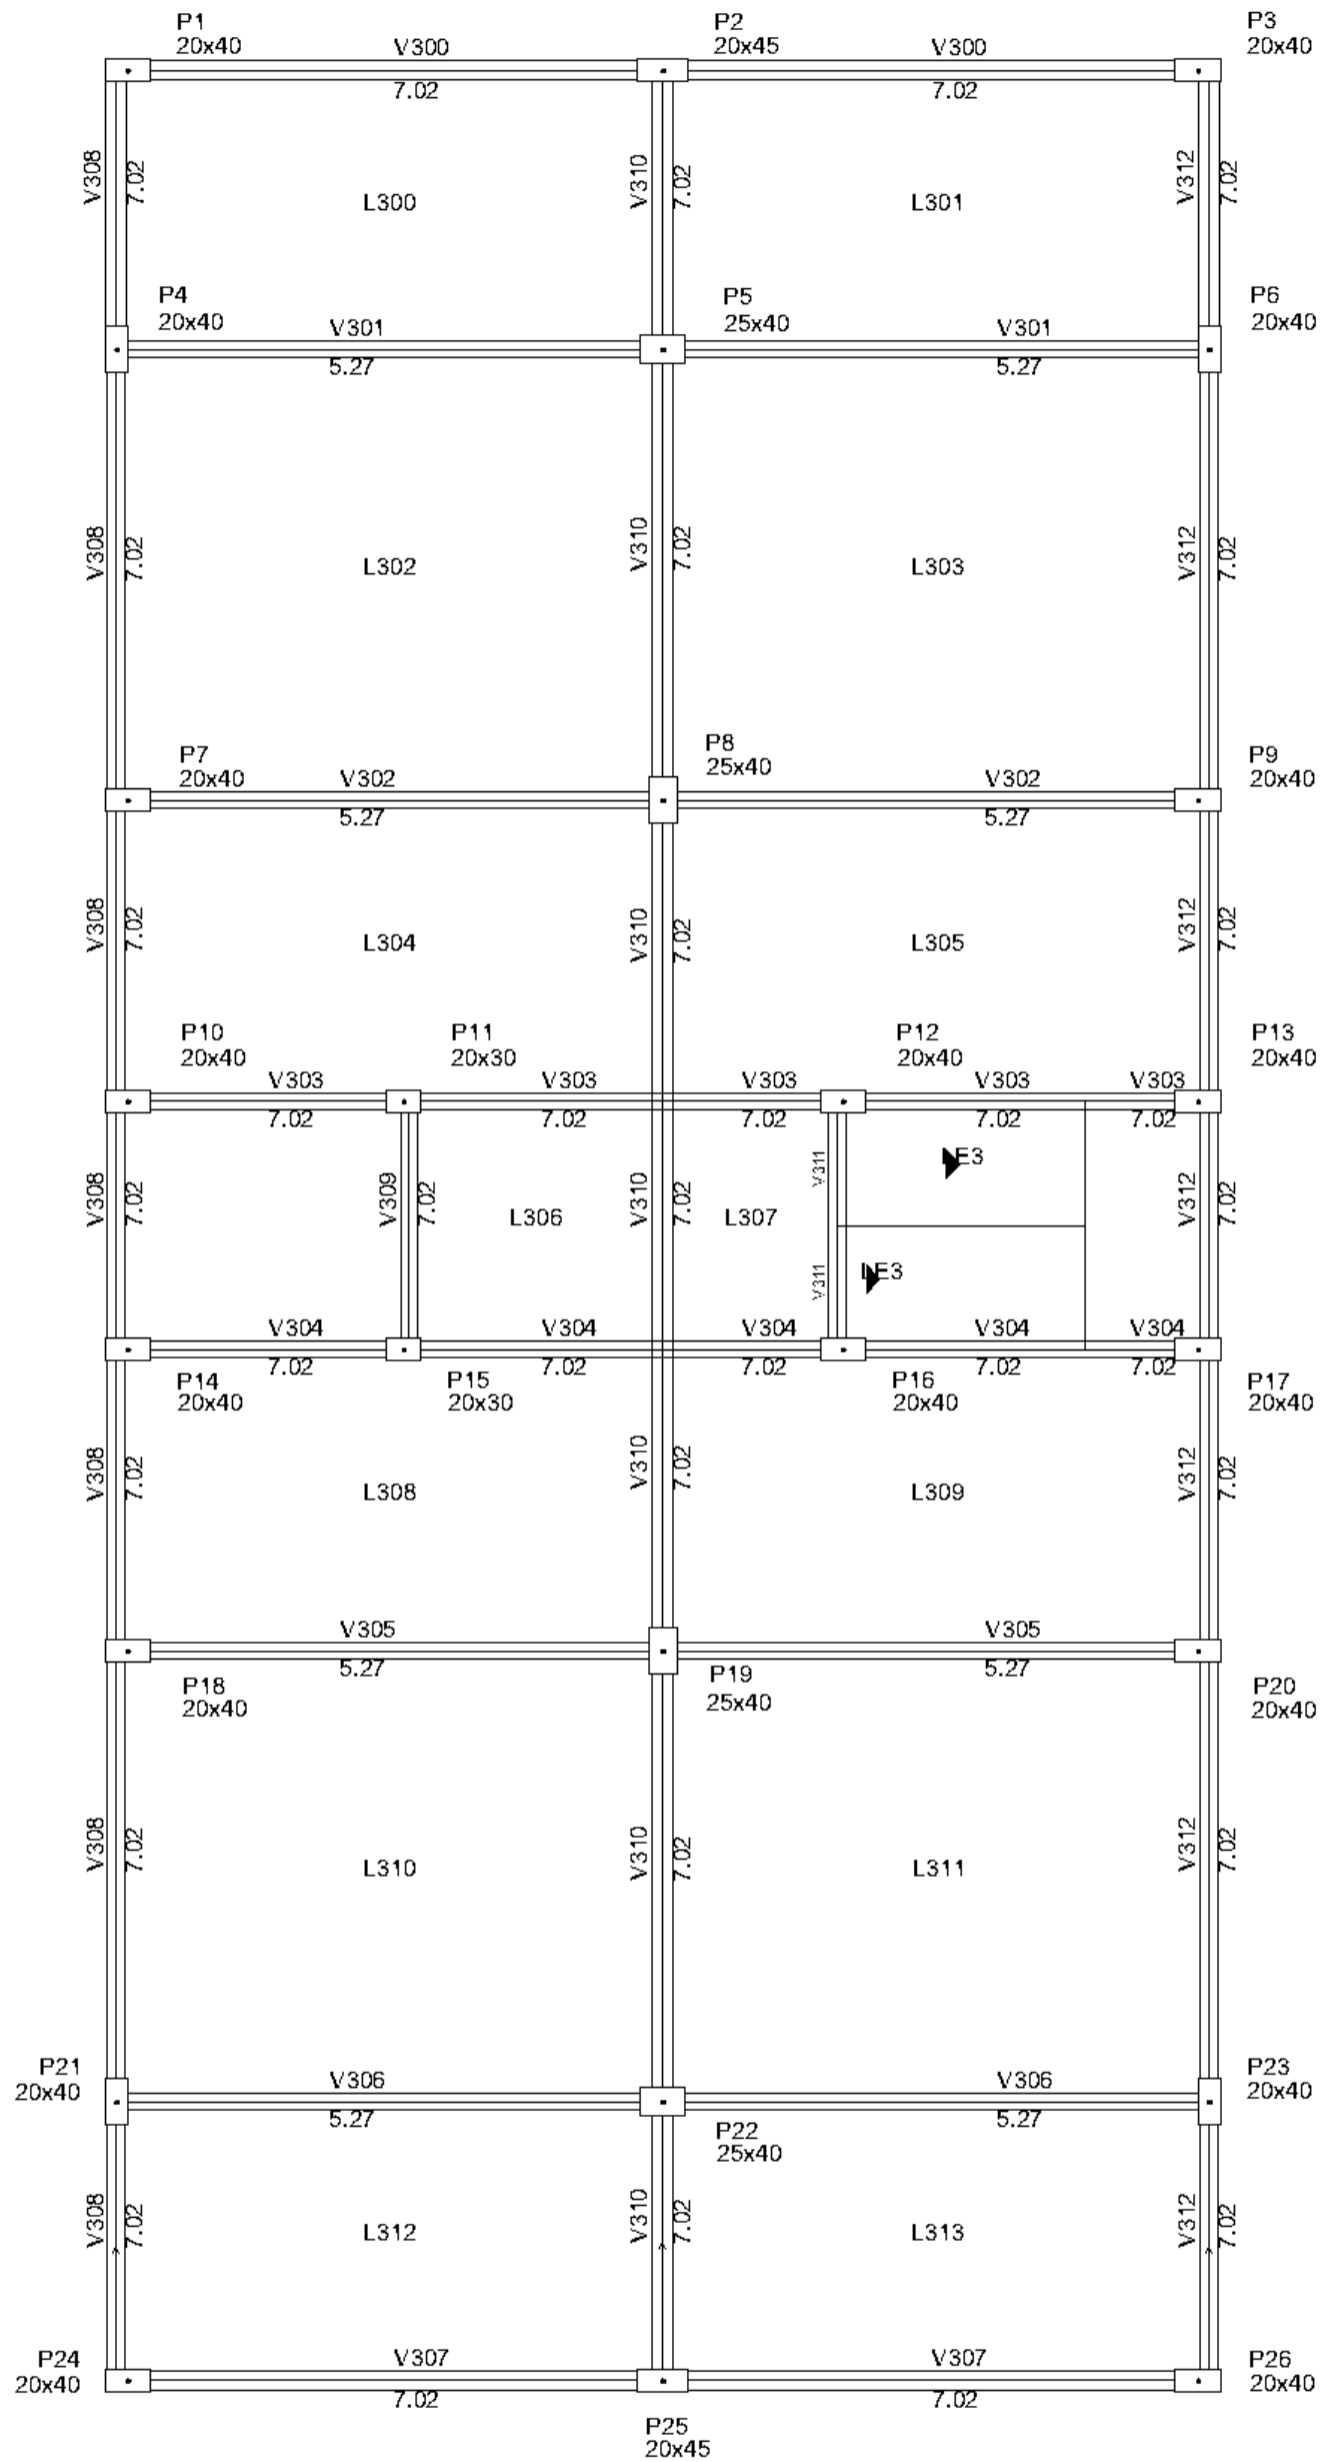 P1
20x40
V300
P2
20x45
V300
P3
20x40
7.02
7.02
V308
7.02
L300
V310
7.02
L301
V312
7.02
P4
20x40
V301
5.27
P5
25x40
V301
5.27
P6
20x40
V308
7.02
L302
V310
7.02
L303
V312
7.02
P7
20x40
V302
5.27
P8
25x40
V302
5.27
P9
20x40
V308
7.02
L304
V310
7.02
L305
V312
7.02
P10
20x40
V303
7.02
P11
20x30
V303
7.02
V303
7.02
P12
20x40
V303
7.02
V303
7.02
P13
20x40
V308
7.02
V309
7.02
L306
V310
7.02
L307
V311
V311
LE3
LE3
V312
7.02
V304
7.02
V304
7.02
V304
7.02
V304
7.02
V304
7.02
P14
20x40
P15
20x30
P16
20x40
P17
20x40
V308
7.02
L308
V310
7.02
L309
V312
7.02
V305
5.27
V305
5.27
P18
20x40
P19
25x40
P20
20x40
V308
7.02
L310
V310
7.02
L311
V312
7.02
P21
20x40
V306
5.27
V306
5.27
P23
20x40
P22
25x40
V308
7.02
L312
V310
7.02
L313
V312
7.02
P24
20x40
V307
7.02
V307
7.02
P26
20x40
P25
20x45